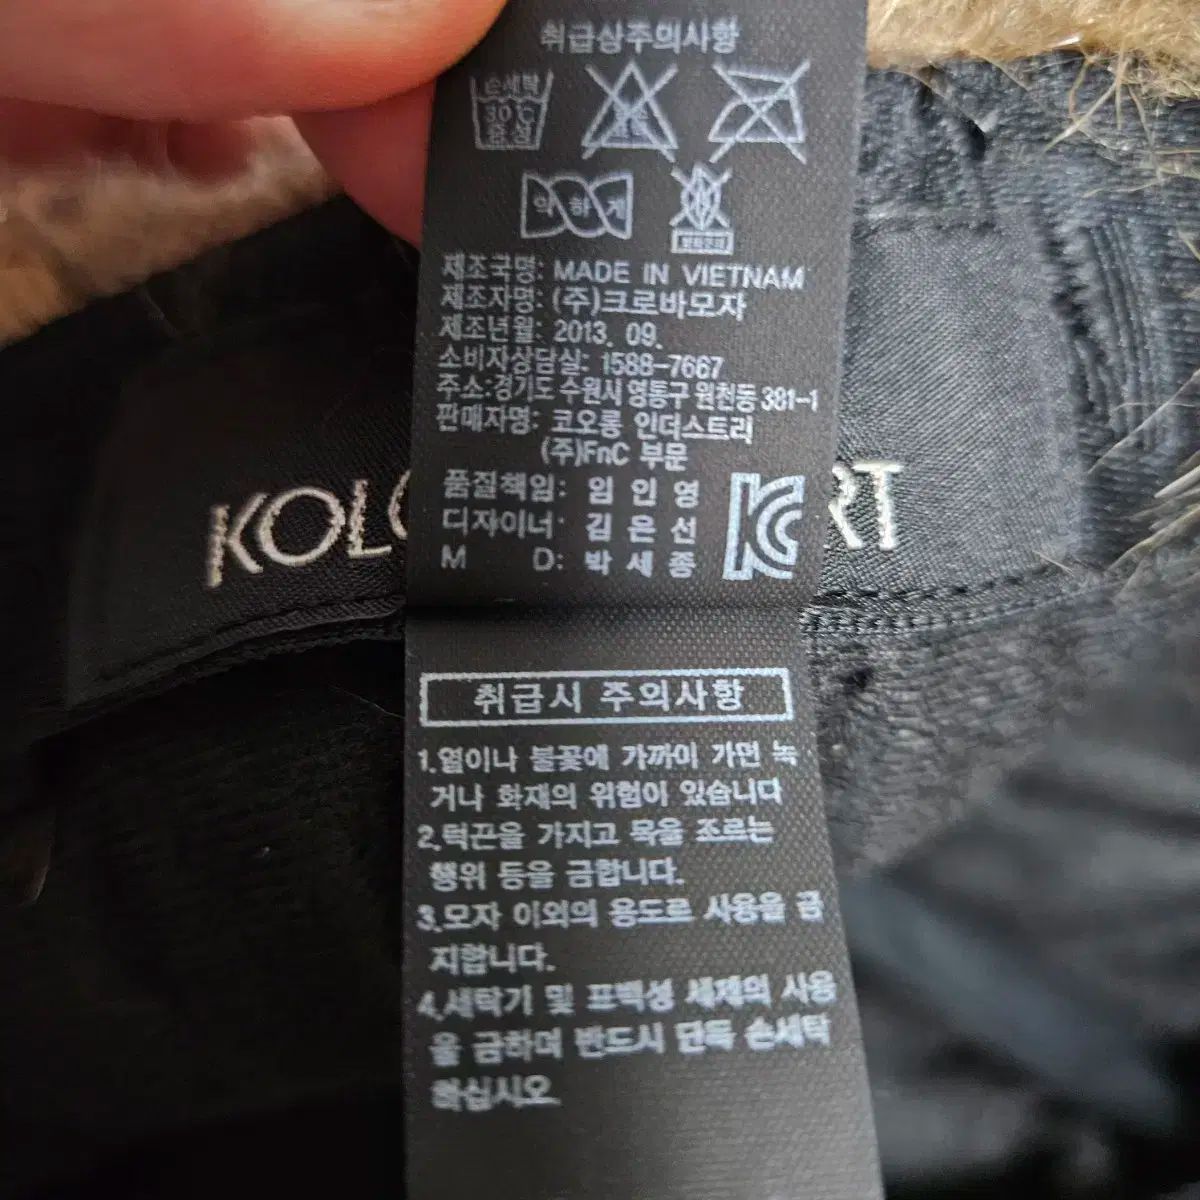 취급상주의사항
손세탁
30℃
중성
약하게
제조국명: MADE IN VIETNAM
제조자명: (주)크로바모자
제조년월: 2013. 09.
소비자상담실: 1588-7667
주소:경기도 수원시 영통구 원천동 381-1
판매자명: 코오롱 인더스트리
(주)FnC 부문
품질책임: 임 인 영
디자이너: 김 은 선
M D: 박 세 종
KC
KOLO
RT
취급시 주의사항
1.열이나 불꽃에 가까이 가면 녹
거나 화재의 위험이 있습니다
2.턱끈을 가지고 목을 조르는
행위 등을 금합니다.
3.모자 이외의 용도로 사용을 금
지합니다.
4.세탁기 및 표백성 세제의 사용
을 금하며 반드시 단독 손세탁
하십시오.